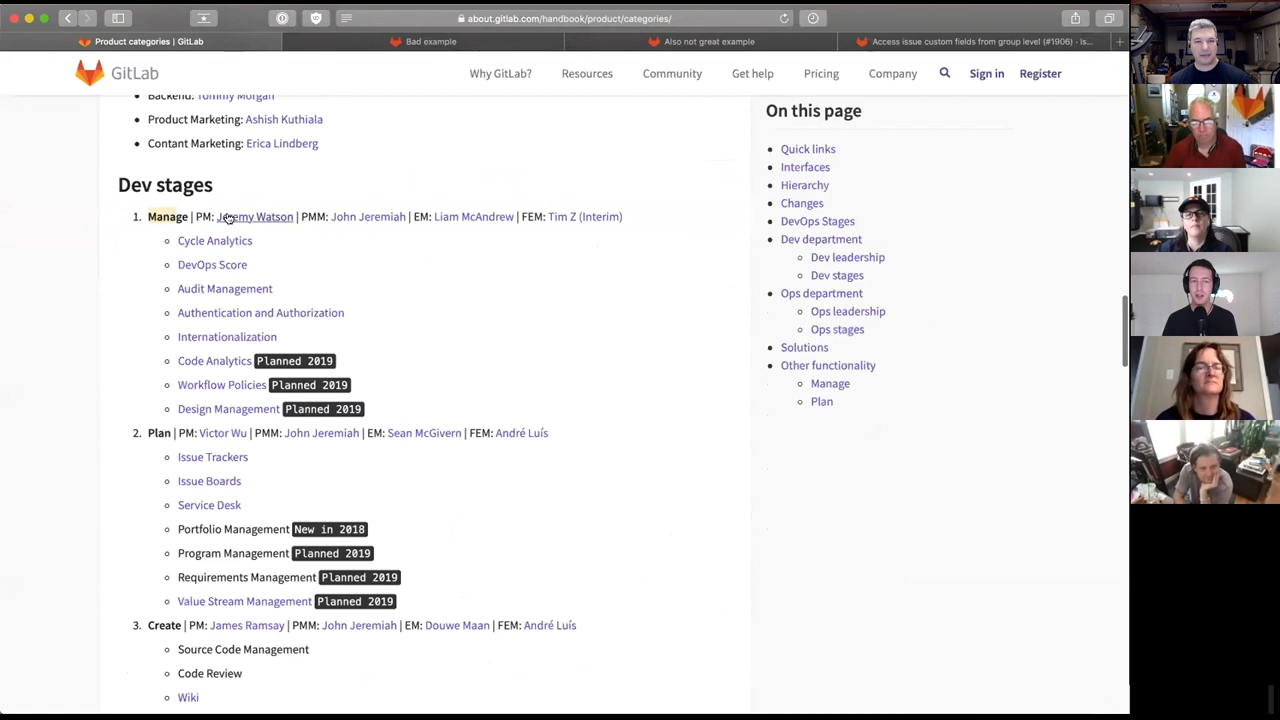 about.gitlab.com/handbook/product/categories/
Product categories | GitLab
Bad example
Also not great example
Access issue custom fields from group level (#1906) · Is...
GitLab
Why GitLab?
Resources
Community
Get help
Pricing
Company
Sign in
Register
Backend: Tommy Morgan
Product Marketing: Ashish Kuthiala
Contant Marketing: Erica Lindberg
Dev stages
1. Manage | PM: Jeremy Watson | PMM: John Jeremiah | EM: Liam McAndrew | FEM: Tim Z (Interim)
Cycle Analytics
DevOps Score
Audit Management
Authentication and Authorization
Internationalization
Code Analytics Planned 2019
Workflow Policies Planned 2019
Design Management Planned 2019
2. Plan | PM: Victor Wu | PMM: John Jeremiah | EM: Sean McGivern | FEM: André Luís
Issue Trackers
Issue Boards
Service Desk
Portfolio Management New in 2018
Program Management Planned 2019
Requirements Management Planned 2019
Value Stream Management Planned 2019
3. Create | PM: James Ramsay | PMM: John Jeremiah | EM: Douwe Maan | FEM: André Luís
Source Code Management
Code Review
Wiki
On this page
Quick links
Interfaces
Hierarchy
Changes
DevOps Stages
Dev department
Dev leadership
Dev stages
Ops department
Ops leadership
Ops stages
Solutions
Other functionality
Manage
Plan